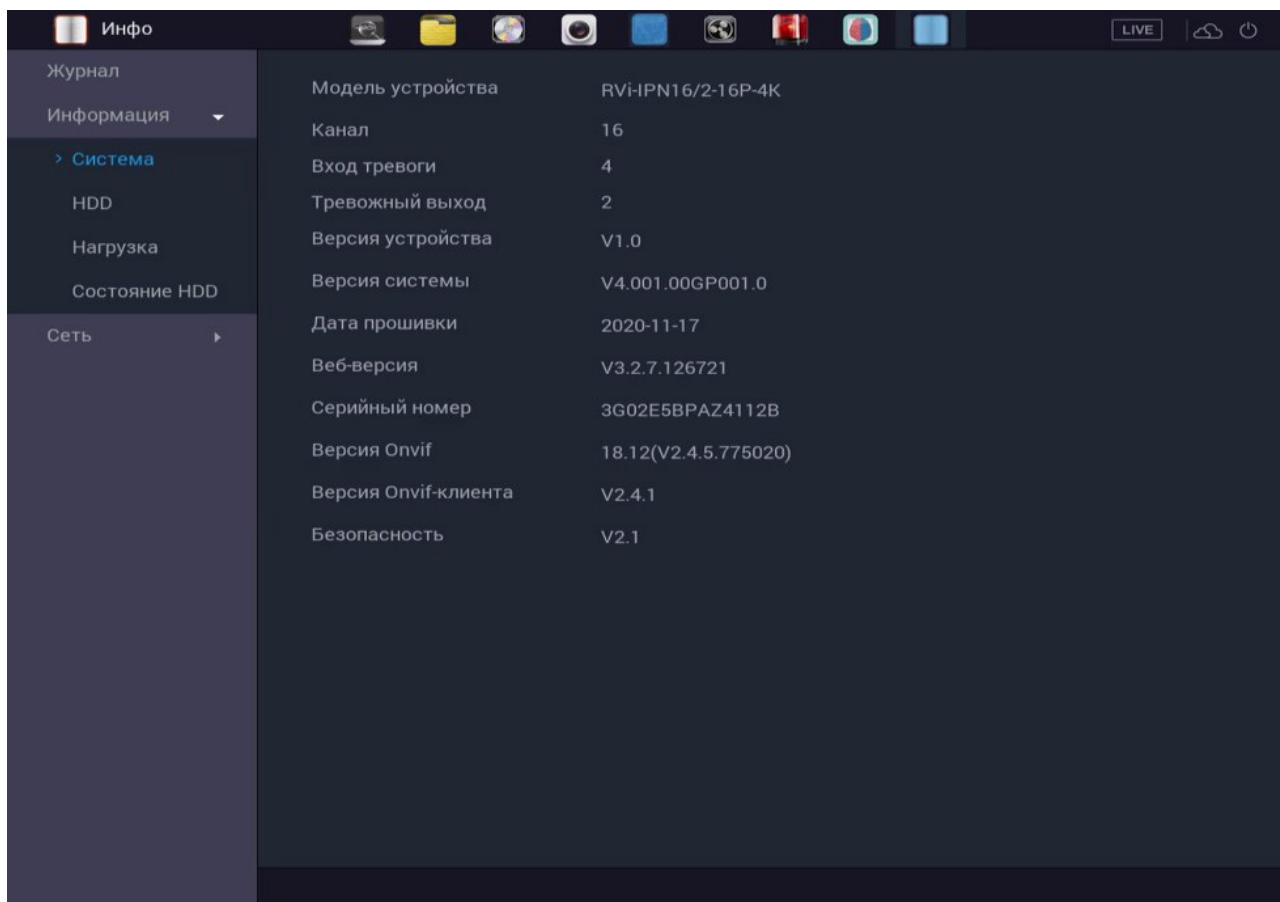 Инфо
LIVE
Журнал
Информация
> Система
HDD
Нагрузка
Состояние HDD
Сеть
Модель устройства RVi-IPN16/2-16P-4K
Канал 16
Вход тревоги 4
Тревожный выход 2
Версия устройства V1.0
Версия системы V4.001.00GP001.0
Дата прошивки 2020-11-17
Веб-версия V3.2.7.126721
Серийный номер 3G02E5BPAZ4112B
Версия Onvif 18.12(V2.4.5.775020)
Версия Onvif-клиента V2.4.1
Безопасность V2.1